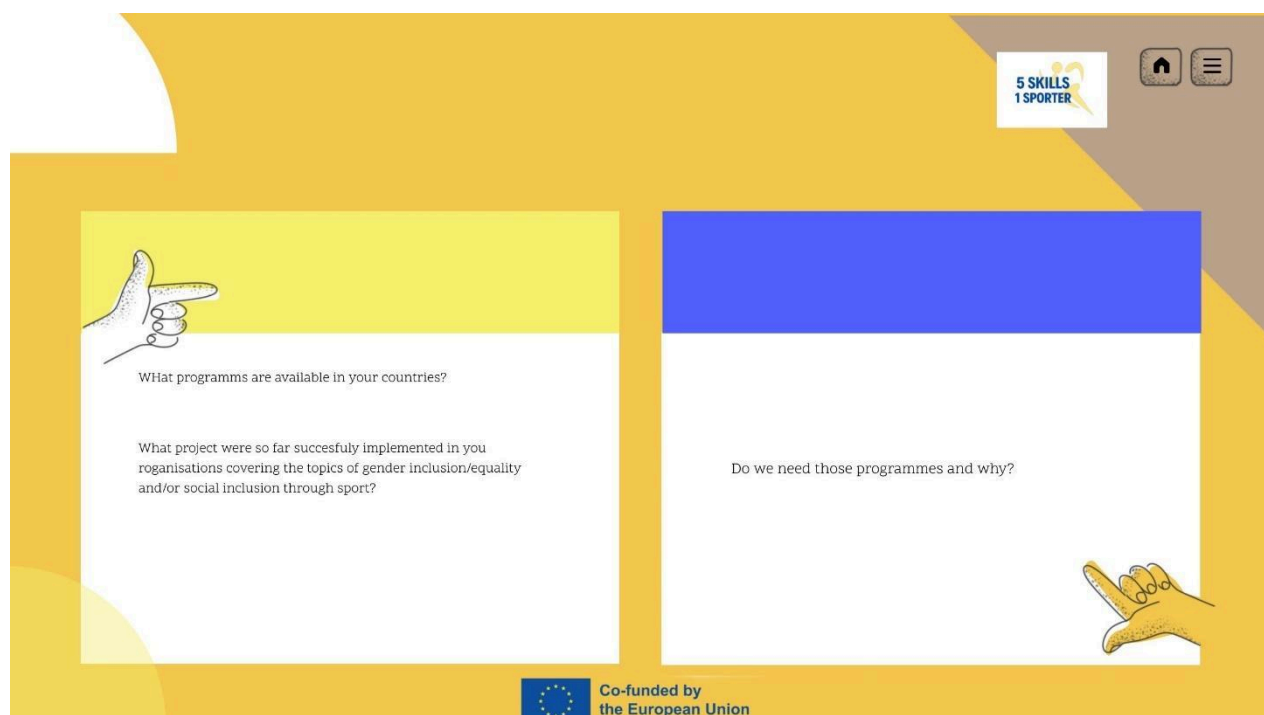 5 SKILLS
1 SPORTER
WHat programms are available in your countries?
What project were so far succesfuly implemented in you
roganisations covering the topics of gender inclusion/equality
and/or social inclusion through sport?
Do we need those programmes and why?
Co-funded by
the European Union